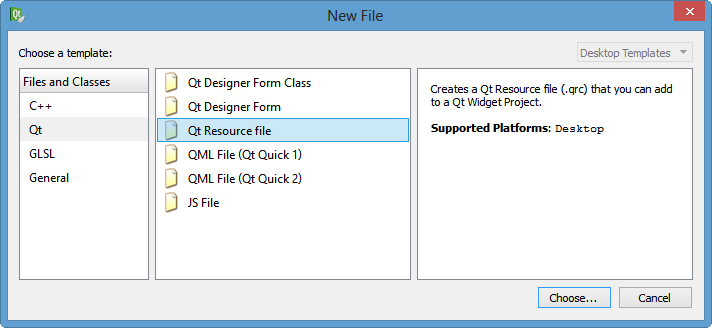 New File
Choose a template:
Desktop Templates
Files and Classes
C++
Qt
GLSL
General
Qt Designer Form Class
Qt Designer Form
Qt Resource file
QML File (Qt Quick 1)
QML File (Qt Quick 2)
JS File
Creates a Qt Resource file (.qrc) that you can add
to a Qt Widget Project.
Supported Platforms: Desktop
Choose...
Cancel